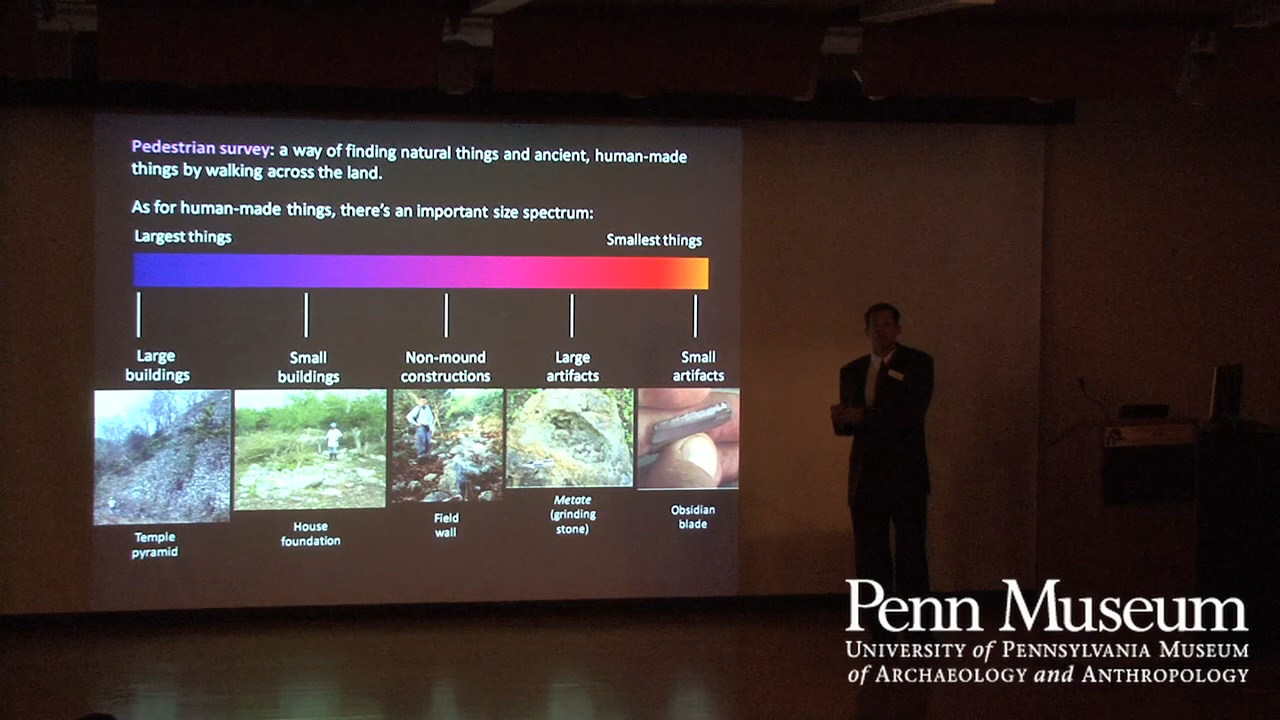 Pedestrian survey: a way of finding natural things and ancient, human-made
things by walking across the land.
As for human-made things, there's an important size spectrum:
Largest things
Smallest things
Large
buildings
Small
buildings
Non-mound
constructions
Large
artifacts
Small
artifacts
Temple
pyramid
House
foundation
Field
wall
Metate
(grinding
stone)
Obsidian
blade
Penn Museum
University of Pennsylvania Museum
of Archaeology and Anthropology